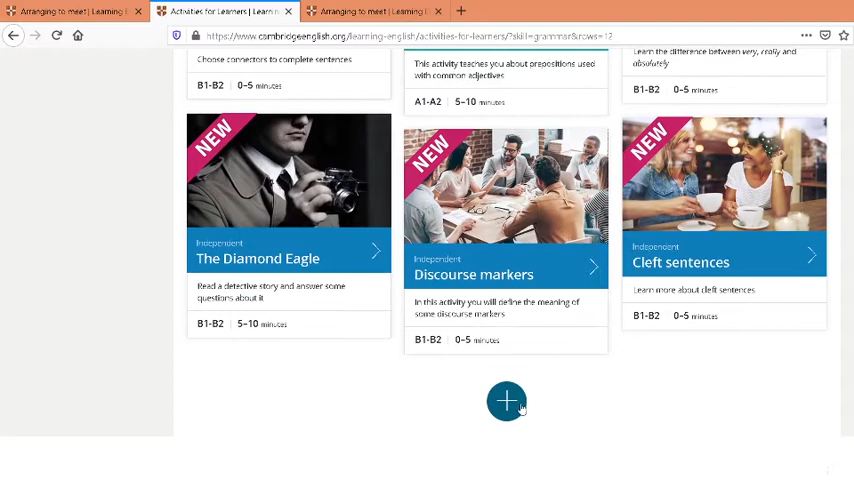 Arranging to meet | Learning E
Activities for Learners | Learn n
Arranging to meet | Learning E
https://www.cambridgeenglish.org/learning-english/activities-for-learners/?skill=grammar&rows=12
Choose connectors to complete sentences
B1-B2 0–5 minutes
This activity teaches you about prepositions used
with common adjectives
A1-A2 5–10 minutes
Learn the difference between very, really and
absolutely
B1-B2 0–5 minutes
NEW
Independent
The Diamond Eagle
Read a detective story and answer some
questions about it
B1-B2 5–10 minutes
NEW
Independent
Discourse markers
In this activity you will define the meaning of
some discourse markers
B1-B2 0–5 minutes
NEW
Independent
Cleft sentences
Learn more about cleft sentences
B1-B2 0–5 minutes